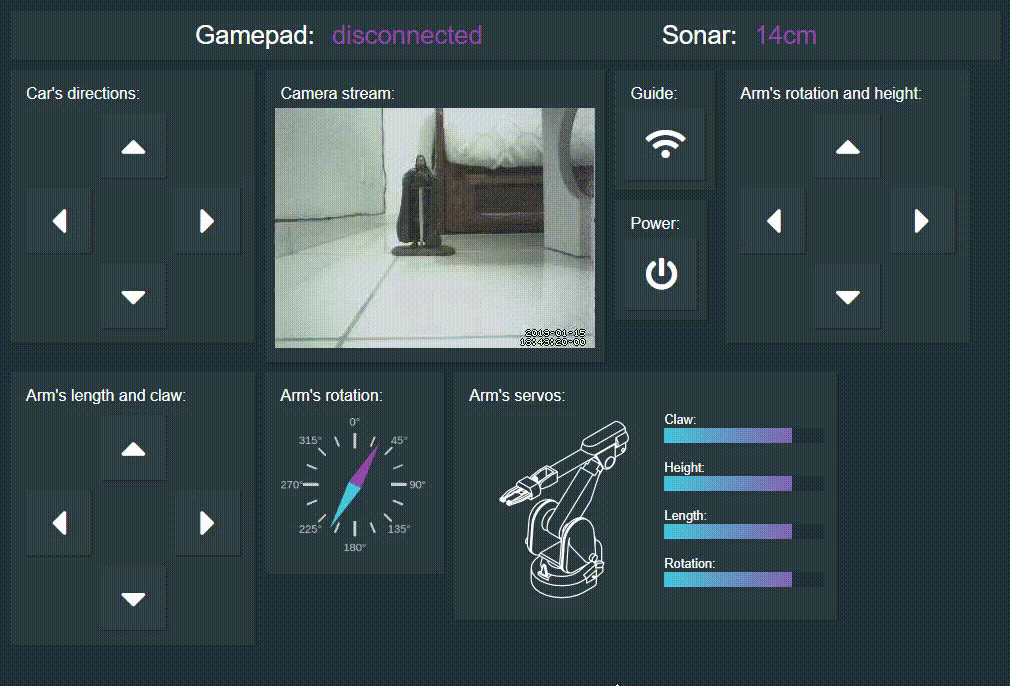 Gamepad: disconnected Sonar: 14cm
Car's directions:
Camera stream:
Guide:
Arm's rotation and height:
Power:
2019-01-15
16:49:20-00
Arm's length and claw:
Arm's rotation:
0°
315° 45°
270° 90°
225° 135°
180°
Arm's servos:
Claw:
Height:
Length:
Rotation: